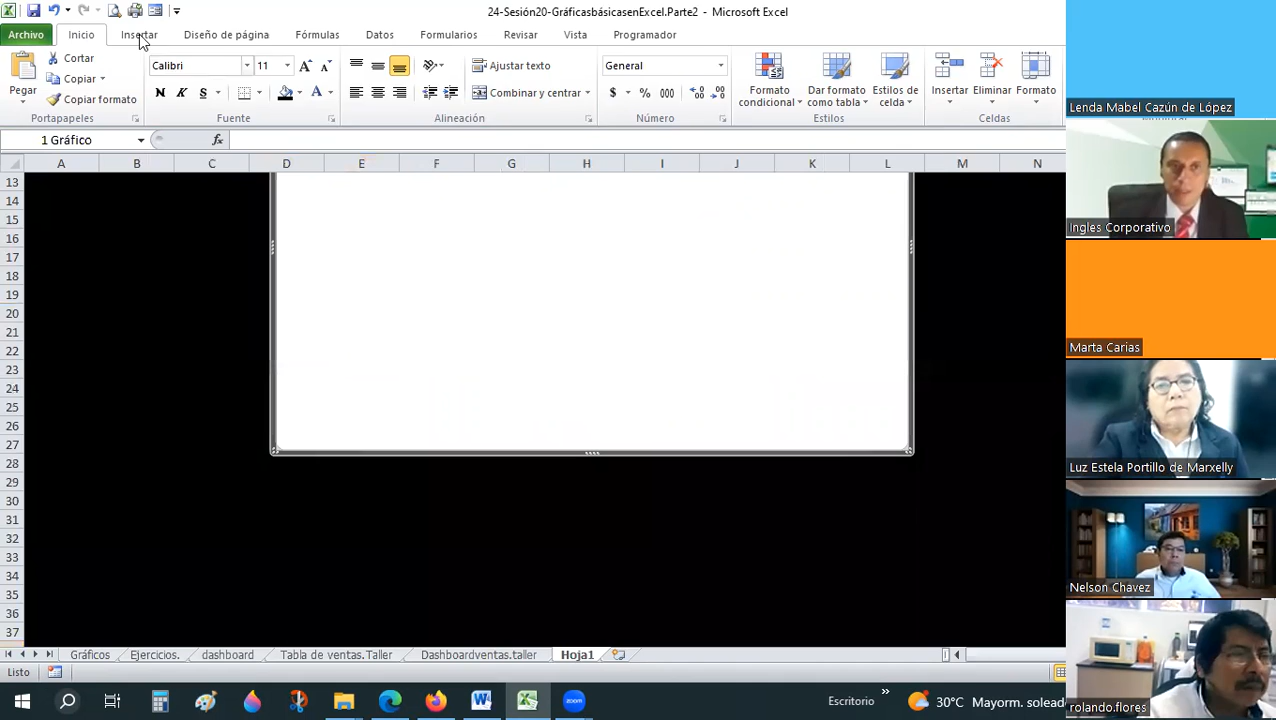 24-Sesión20-GráficasbásicasenExcel.Parte2 - Microsoft Excel
Archivo Inicio Insertar Diseño de página Fórmulas Datos Formularios Revisar Vista Programador
Cortar
Copiar
Copiar formato
Pegar
Portapapeles
Calibri 11
N K S A
Fuente
Ajustar texto
Combinar y centrar
Alineación
General
$ % 000
Número
Formato condicional
Dar formato como tabla
Estilos de celda
Estilos
Insertar Eliminar Formato
Celdas
1 Gráfico fx
A B C D E F G H I J K L M N
13
14
15
16
17
18
19
20
21
22
23
24
25
26
27
28
29
30
31
32
33
34
35
36
37
Gráficos Ejercicios. dashboard Tabla de ventas.Taller Dashboardventas.taller Hoja1
Listo
Escritorio 30°C Mayorm. soleado
zoom
Lenda Mabel Cazún de López
Ingles Corporativo
Marta Carias
Luz Estela Portillo de Marxelly
Nelson Chavez
rolando.flores